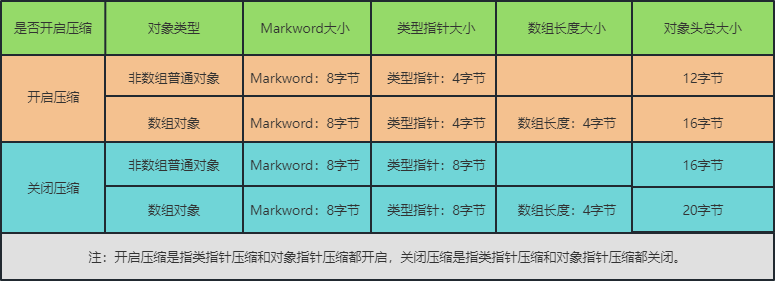 是否开启压缩 对象类型 Markword大小 类型指针大小 数组长度大小 对象头总大小
开启压缩 非数组普通对象 Markword：8字节 类型指针：4字节 12字节
数组对象 Markword：8字节 类型指针：4字节 数组长度：4字节 16字节
关闭压缩 非数组普通对象 Markword：8字节 类型指针：8字节 16字节
数组对象 Markword：8字节 类型指针：8字节 数组长度：4字节 20字节
注：开启压缩是指类指针压缩和对象指针压缩都开启，关闭压缩是指类指针压缩和对象指针压缩都关闭。